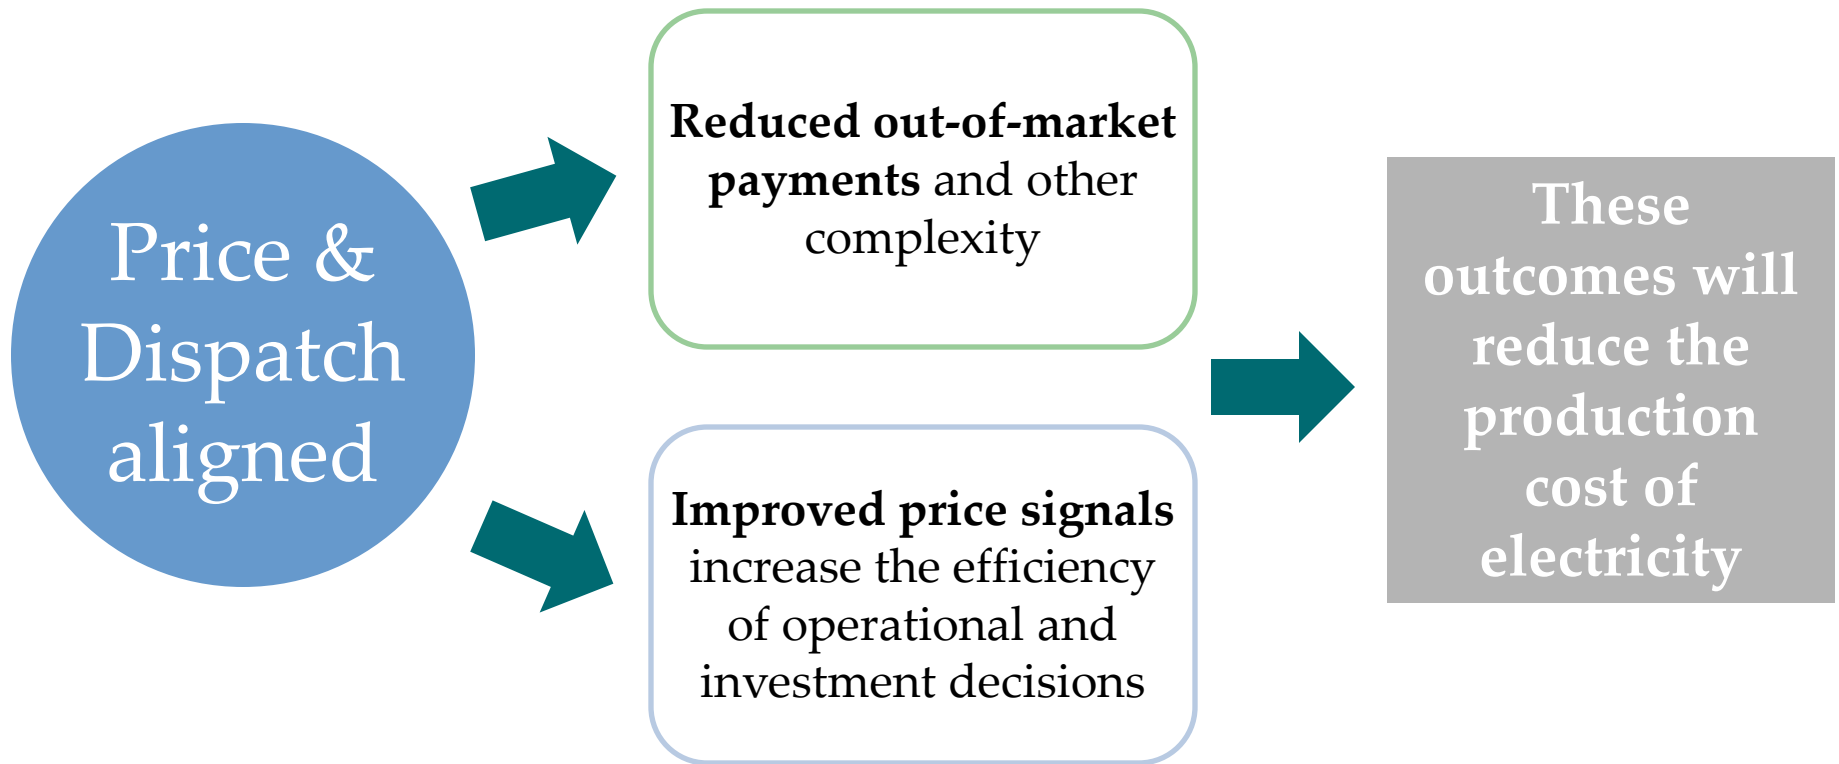 Price &
Dispatch
aligned
Reduced out-of-market
payments and other
complexity
Improved price signals
increase the efficiency
of operational and
investment decisions
These
outcomes will
reduce the
production
cost of
electricity